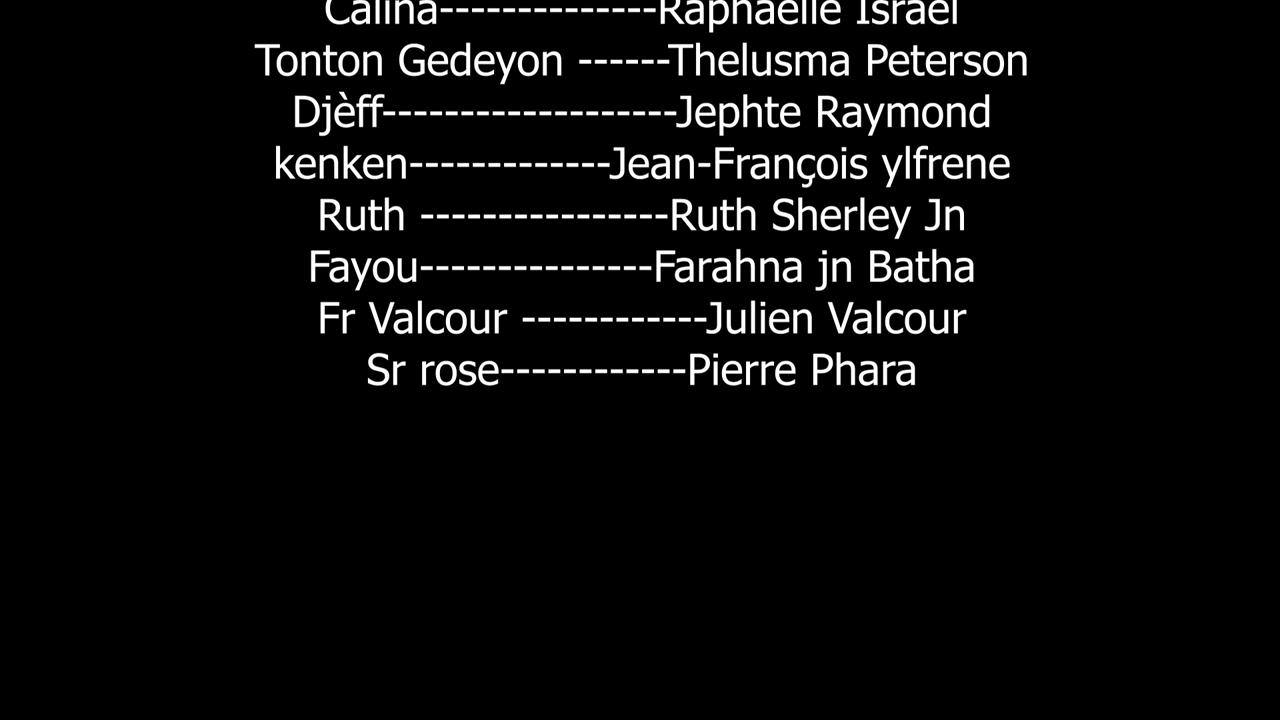 Calina--------------Raphaelle Israel
Tonton Gedeyon ------Thelusma Peterson
Djèff-------------------Jephte Raymond
kenken-------------Jean-François ylfrene
Ruth ----------------Ruth Sherley Jn
Fayou---------------Farahna jn Batha
Fr Valcour ------------Julien Valcour
Sr rose------------Pierre Phara